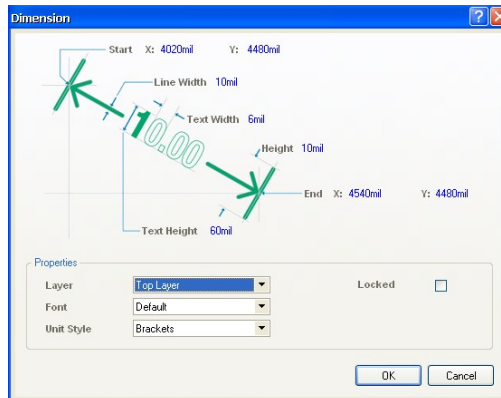 Dimension
Start X: 4020mil Y: 4480mil
Line Width 10mil
Text Width 6mil
10.00
Height 10mil
End X: 4540mil Y: 4480mil
Text Height 60mil
Properties
Layer Top Layer Locked
Font Default
Unit Style Brackets
OK Cancel